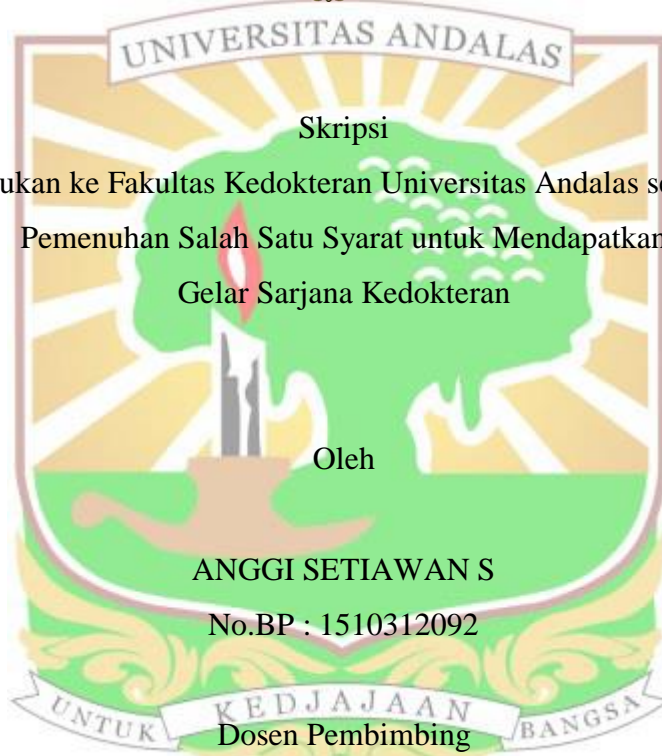 UNIVERSITAS ANDALAS
Skripsi
ukan ke Fakultas Kedokteran Universitas Andalas se
Pemenuhan Salah Satu Syarat untuk Mendapatkan
Gelar Sarjana Kedokteran
Oleh
ANGGI SETIAWAN S
No.BP : 1510312092
UNTUK KEDJAJAAN BANGSA
Dosen Pembimbing